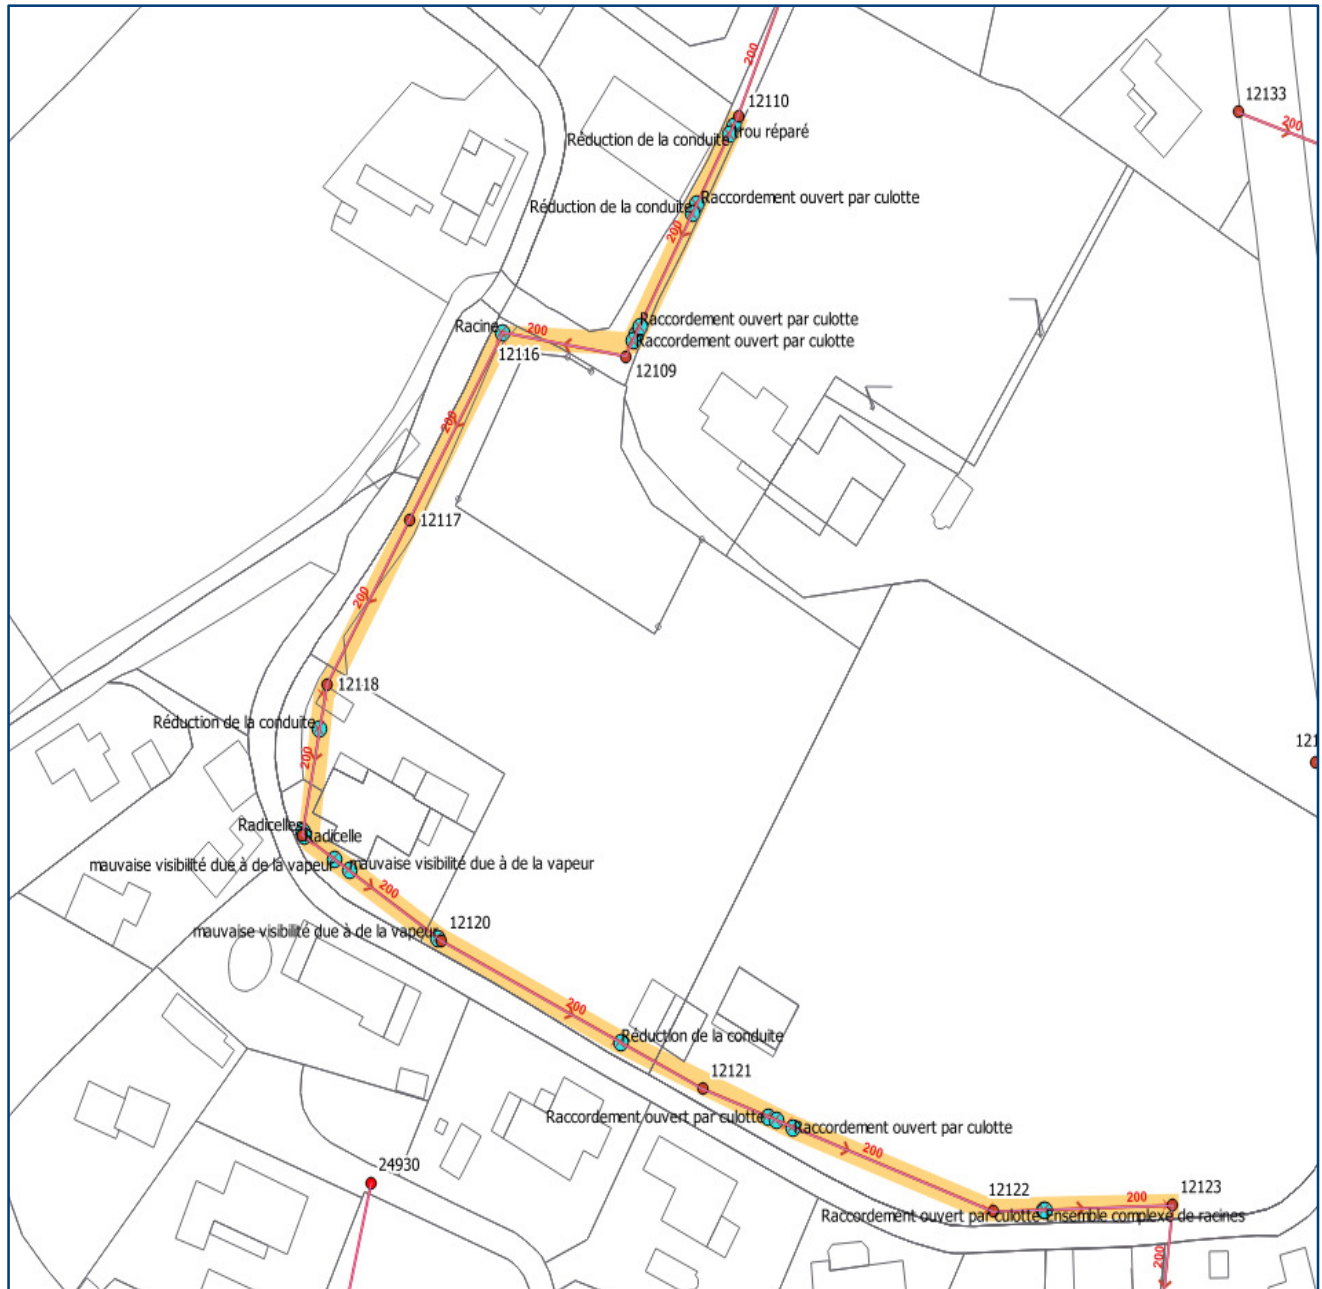 200
12110
12133
200
Réduction de la conduite
trou réparé
Raccordement ouvert par culotte
Réduction de la conduite
200
Raccordement ouvert par culotte
Racine
200
Raccordement ouvert par culotte
12116
12109
200
12117
200
12118
Réduction de la conduite
200
Radicelles
Radicelle
mauvaise visibilité due à de la vapeur
mauvaise visibilité due à de la vapeur
200
12120
mauvaise visibilité due à de la vapeur
200
Réduction de la conduite
12121
Raccordement ouvert par culotte
Raccordement ouvert par culotte
200
24930
12122
200
12123
Raccordement ouvert par culotte
Ensemble complexe de racines
200